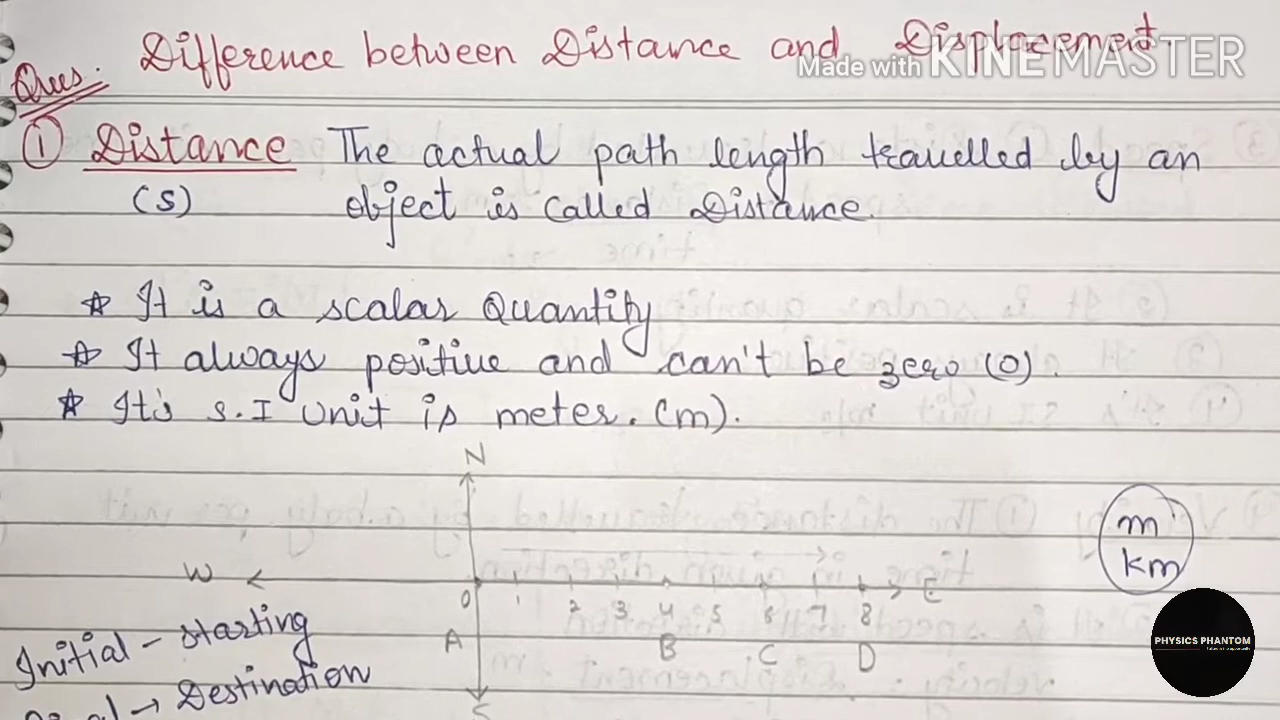 Difference between Distance and Displacement.
Made with KINEMASTER
Ques:
① Distance The actual path length travelled by an
(S) object is called Distance.
☆ It is a scalar Quantity
☆ It always positive and can't be zero (0).
☆ It's S.I Unit is meter. (m).
N
m
km
W E
0 1 2 3 4 5 6 7 8
A B C D
Initial - Starting
→ Destination
S
PHYSICS PHANTOM